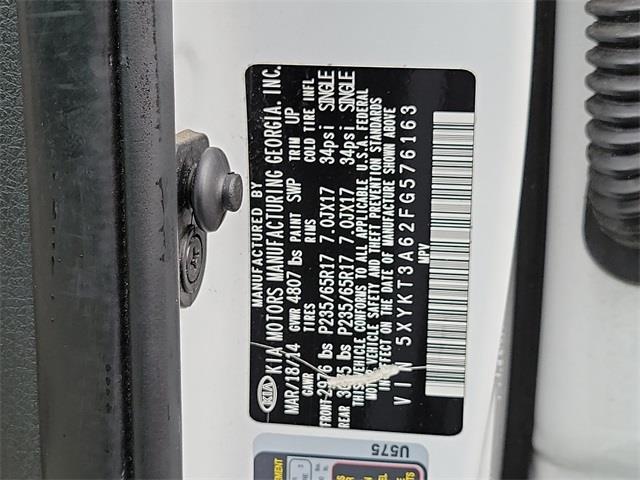 MANUFACTURED BY
KIA KIA MOTORS MANUFACTURING GEORGIA. INC.
MAR/18/14 GVWR 4807 lbs PAINT SWP TRIM UP
GAWR TIRES RIMS COLD TIRE INFL
FRONT 2976 lbs P235/65R17 7.0JX17 34psi SINGLE
REAR lbs P235/65R17 7.0JX17 34psi SINGLE
THIS VEHICLE CONFORMS TO ALL APPLICABLE U.S.A. FEDERAL
MOTOR VEHICLE SAFETY AND THEFT PREVENTION STANDARDS
IN EFFECT ON THE DATE OF MANUFACTURE SHOWN ABOVE
VIN 5XYKT3A62FG576163
MPV
U575